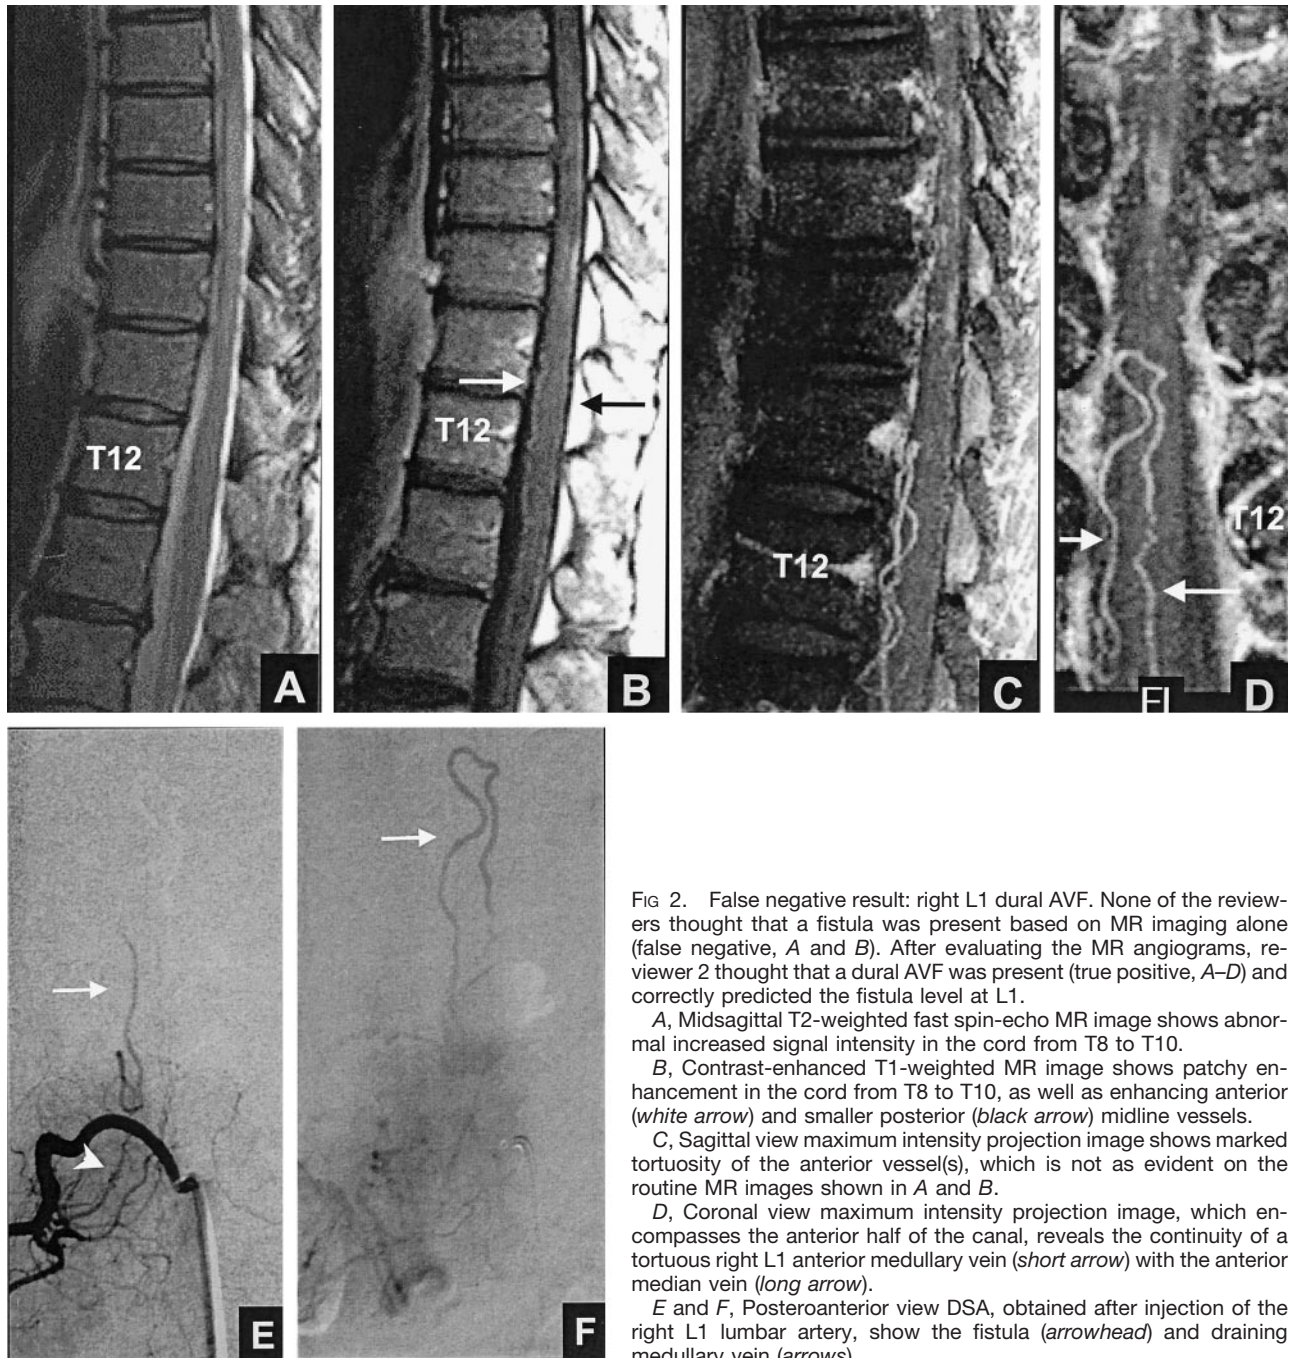 T12
A
T12
B
T12
C
T12
D
E
F
FIG 2. False negative result: right L1 dural AVF. None of the review-
ers thought that a fistula was present based on MR imaging alone
(false negative, A and B). After evaluating the MR angiograms, re-
viewer 2 thought that a dural AVF was present (true positive, A–D) and
correctly predicted the fistula level at L1.
A, Midsagittal T2-weighted fast spin-echo MR image shows abnor-
mal increased signal intensity in the cord from T8 to T10.
B, Contrast-enhanced T1-weighted MR image shows patchy en-
hancement in the cord from T8 to T10, as well as enhancing anterior
(white arrow) and smaller posterior (black arrow) midline vessels.
C, Sagittal view maximum intensity projection image shows marked
tortuosity of the anterior vessel(s), which is not as evident on the
routine MR images shown in A and B.
D, Coronal view maximum intensity projection image, which en-
compasses the anterior half of the canal, reveals the continuity of a
tortuous right L1 anterior medullary vein (short arrow) with the anterior
median vein (long arrow).
E and F, Posteroanterior view DSA, obtained after injection of the
right L1 lumbar artery, show the fistula (arrowhead) and draining
medullary vein (arrows).